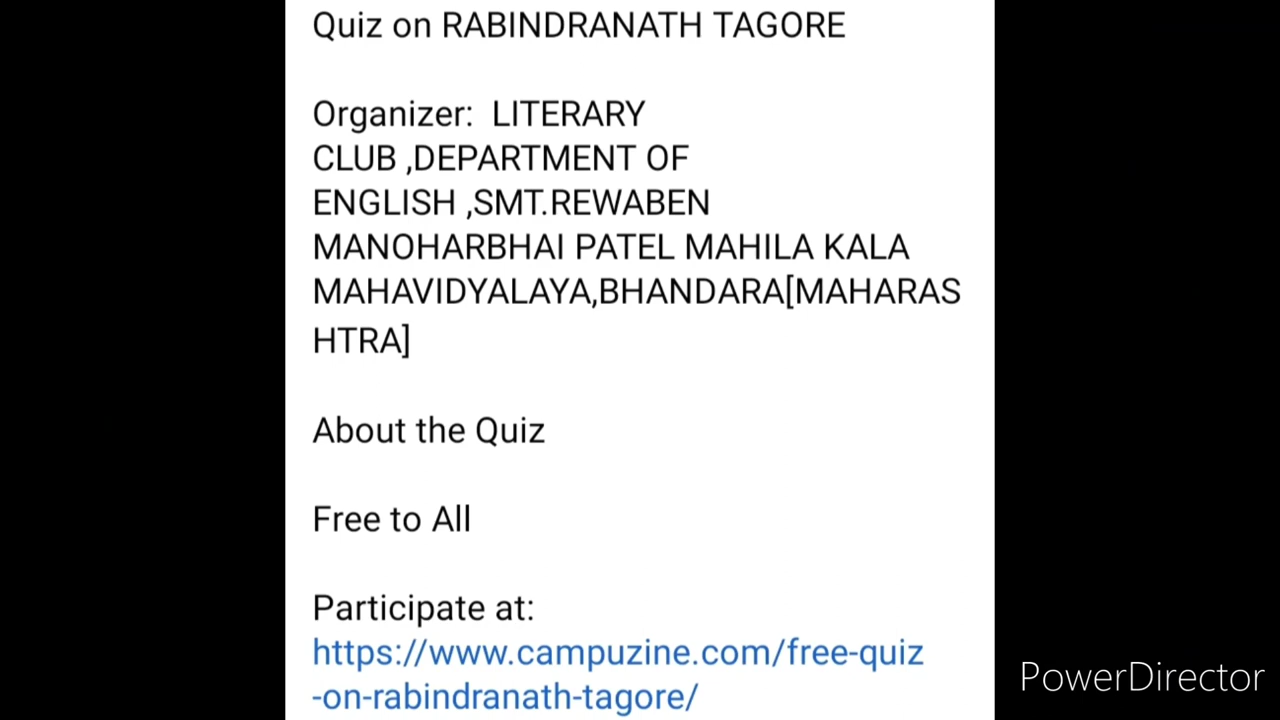 Quiz on RABINDRANATH TAGORE
Organizer:  LITERARY
CLUB ,DEPARTMENT OF
ENGLISH ,SMT.REWABEN
MANOHARBHAI PATEL MAHILA KALA
MAHAVIDYALAYA,BHANDARA[MAHARAS
HTRA]
About the Quiz
Free to All
Participate at:
https://www.campuzine.com/free-quiz
-on-rabindranath-tagore/
PowerDirector